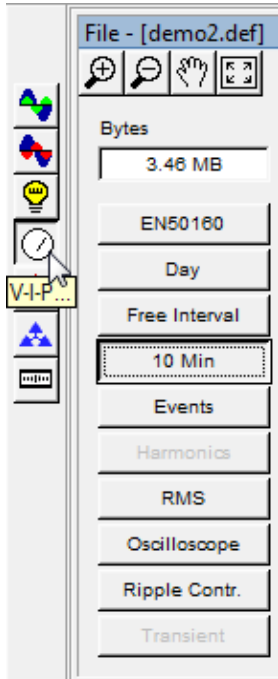 File - [demo2.def]
Bytes
3.46 MB
EN50160
Day
Free Interval
V-I-P...
10 Min
Events
Harmonics
RMS
Oscilloscope
Ripple Contr.
Transient